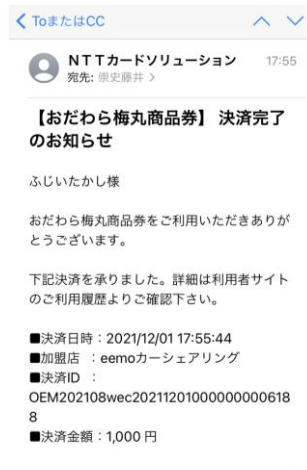 ToまたはCC
NTTカードソリューション 17:55
宛先: 崇史藤井
【おだわら梅丸商品券】 決済完了
のお知らせ
ふじいたかし様
おだわら梅丸商品券をご利用いただきありが
とうございます。
下記決済を承りました。詳細は利用者サイト
のご利用履歴よりご確認下さい。
■決済日時：2021/12/01 17:55:44
■加盟店 ：eemoカーシェアリング
■決済ID ：
OEM202108wec20211201000000000618
8
■決済金額：1,000 円